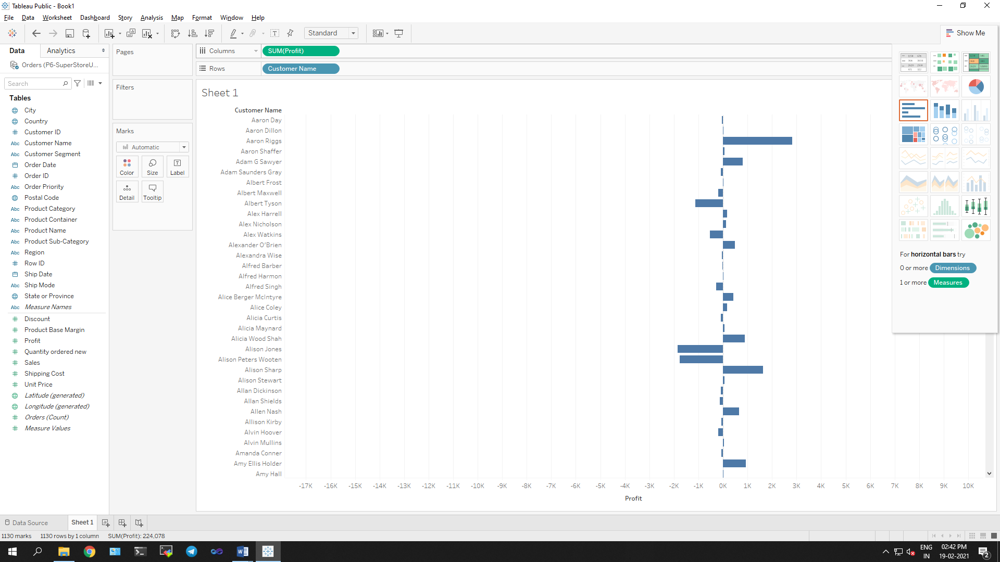 Tableau Public - Book1
File Data Worksheet Dashboard Story Analysis Map Format Window Help
Standard
Show Me
Data
Analytics
Orders (P6-SuperStoreU...
Search
Tables
City
Country
Customer ID
Customer Name
Customer Segment
Order Date
Order ID
Order Priority
Postal Code
Product Category
Product Container
Product Name
Product Sub-Category
Region
Row ID
Ship Date
Ship Mode
State or Province
Measure Names
Discount
Product Base Margin
Profit
Quantity ordered new
Sales
Shipping Cost
Unit Price
Latitude (generated)
Longitude (generated)
Orders (Count)
Measure Values
Pages
Filters
Marks
Automatic
Color
Size
Label
Detail
Tooltip
Columns
SUM(Profit)
Rows
Customer Name
Sheet 1
Customer Name
Aaron Day
Aaron Dillon
Aaron Riggs
Aaron Shaffer
Adam G Sawyer
Adam Saunders Gray
Albert Frost
Albert Maxwell
Albert Tyson
Alex Harrell
Alex Nicholson
Alex Watkins
Alexander O'Brien
Alexandra Wise
Alfred Barber
Alfred Harmon
Alfred Singh
Alice Berger McIntyre
Alice Coley
Alicia Curtis
Alicia Maynard
Alicia Wood Shah
Alison Jones
Alison Peters Wooten
Alison Sharp
Alison Stewart
Allan Dickinson
Allan Shields
Allen Nash
Allison Kirby
Alvin Hoover
Alvin Mullins
Amanda Conner
Amy Ellis Holder
Amy Hall
-17K -16K -15K -14K -13K -12K -11K -10K -9K -8K -7K -6K -5K -4K -3K -2K -1K 0K 1K 2K 3K 4K 5K 6K 7K 8K 9K 10K
Profit
For horizontal bars try
0 or more Dimensions
1 or more Measures
Data Source
Sheet 1
1130 marks
1130 rows by 1 column
SUM(Profit): 224,078
ENG
IN
02:42 PM
19-02-2021
2